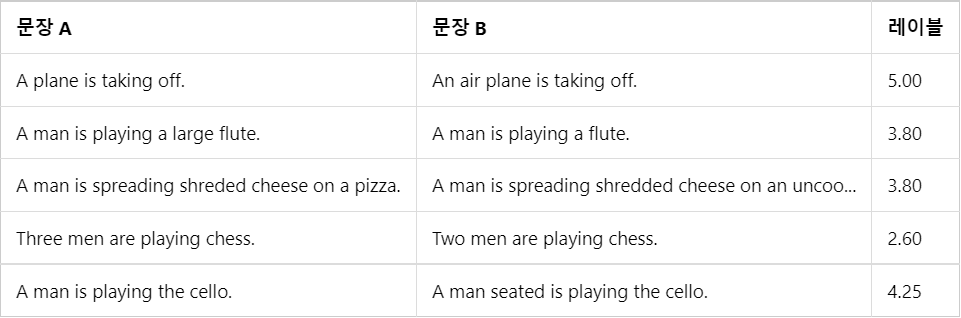 문장 A 문장 B 레이블
A plane is taking off. An air plane is taking off. 5.00
A man is playing a large flute. A man is playing a flute. 3.80
A man is spreading shreded cheese on a pizza. A man is spreading shredded cheese on an uncoo... 3.80
Three men are playing chess. Two men are playing chess. 2.60
A man is playing the cello. A man seated is playing the cello. 4.25